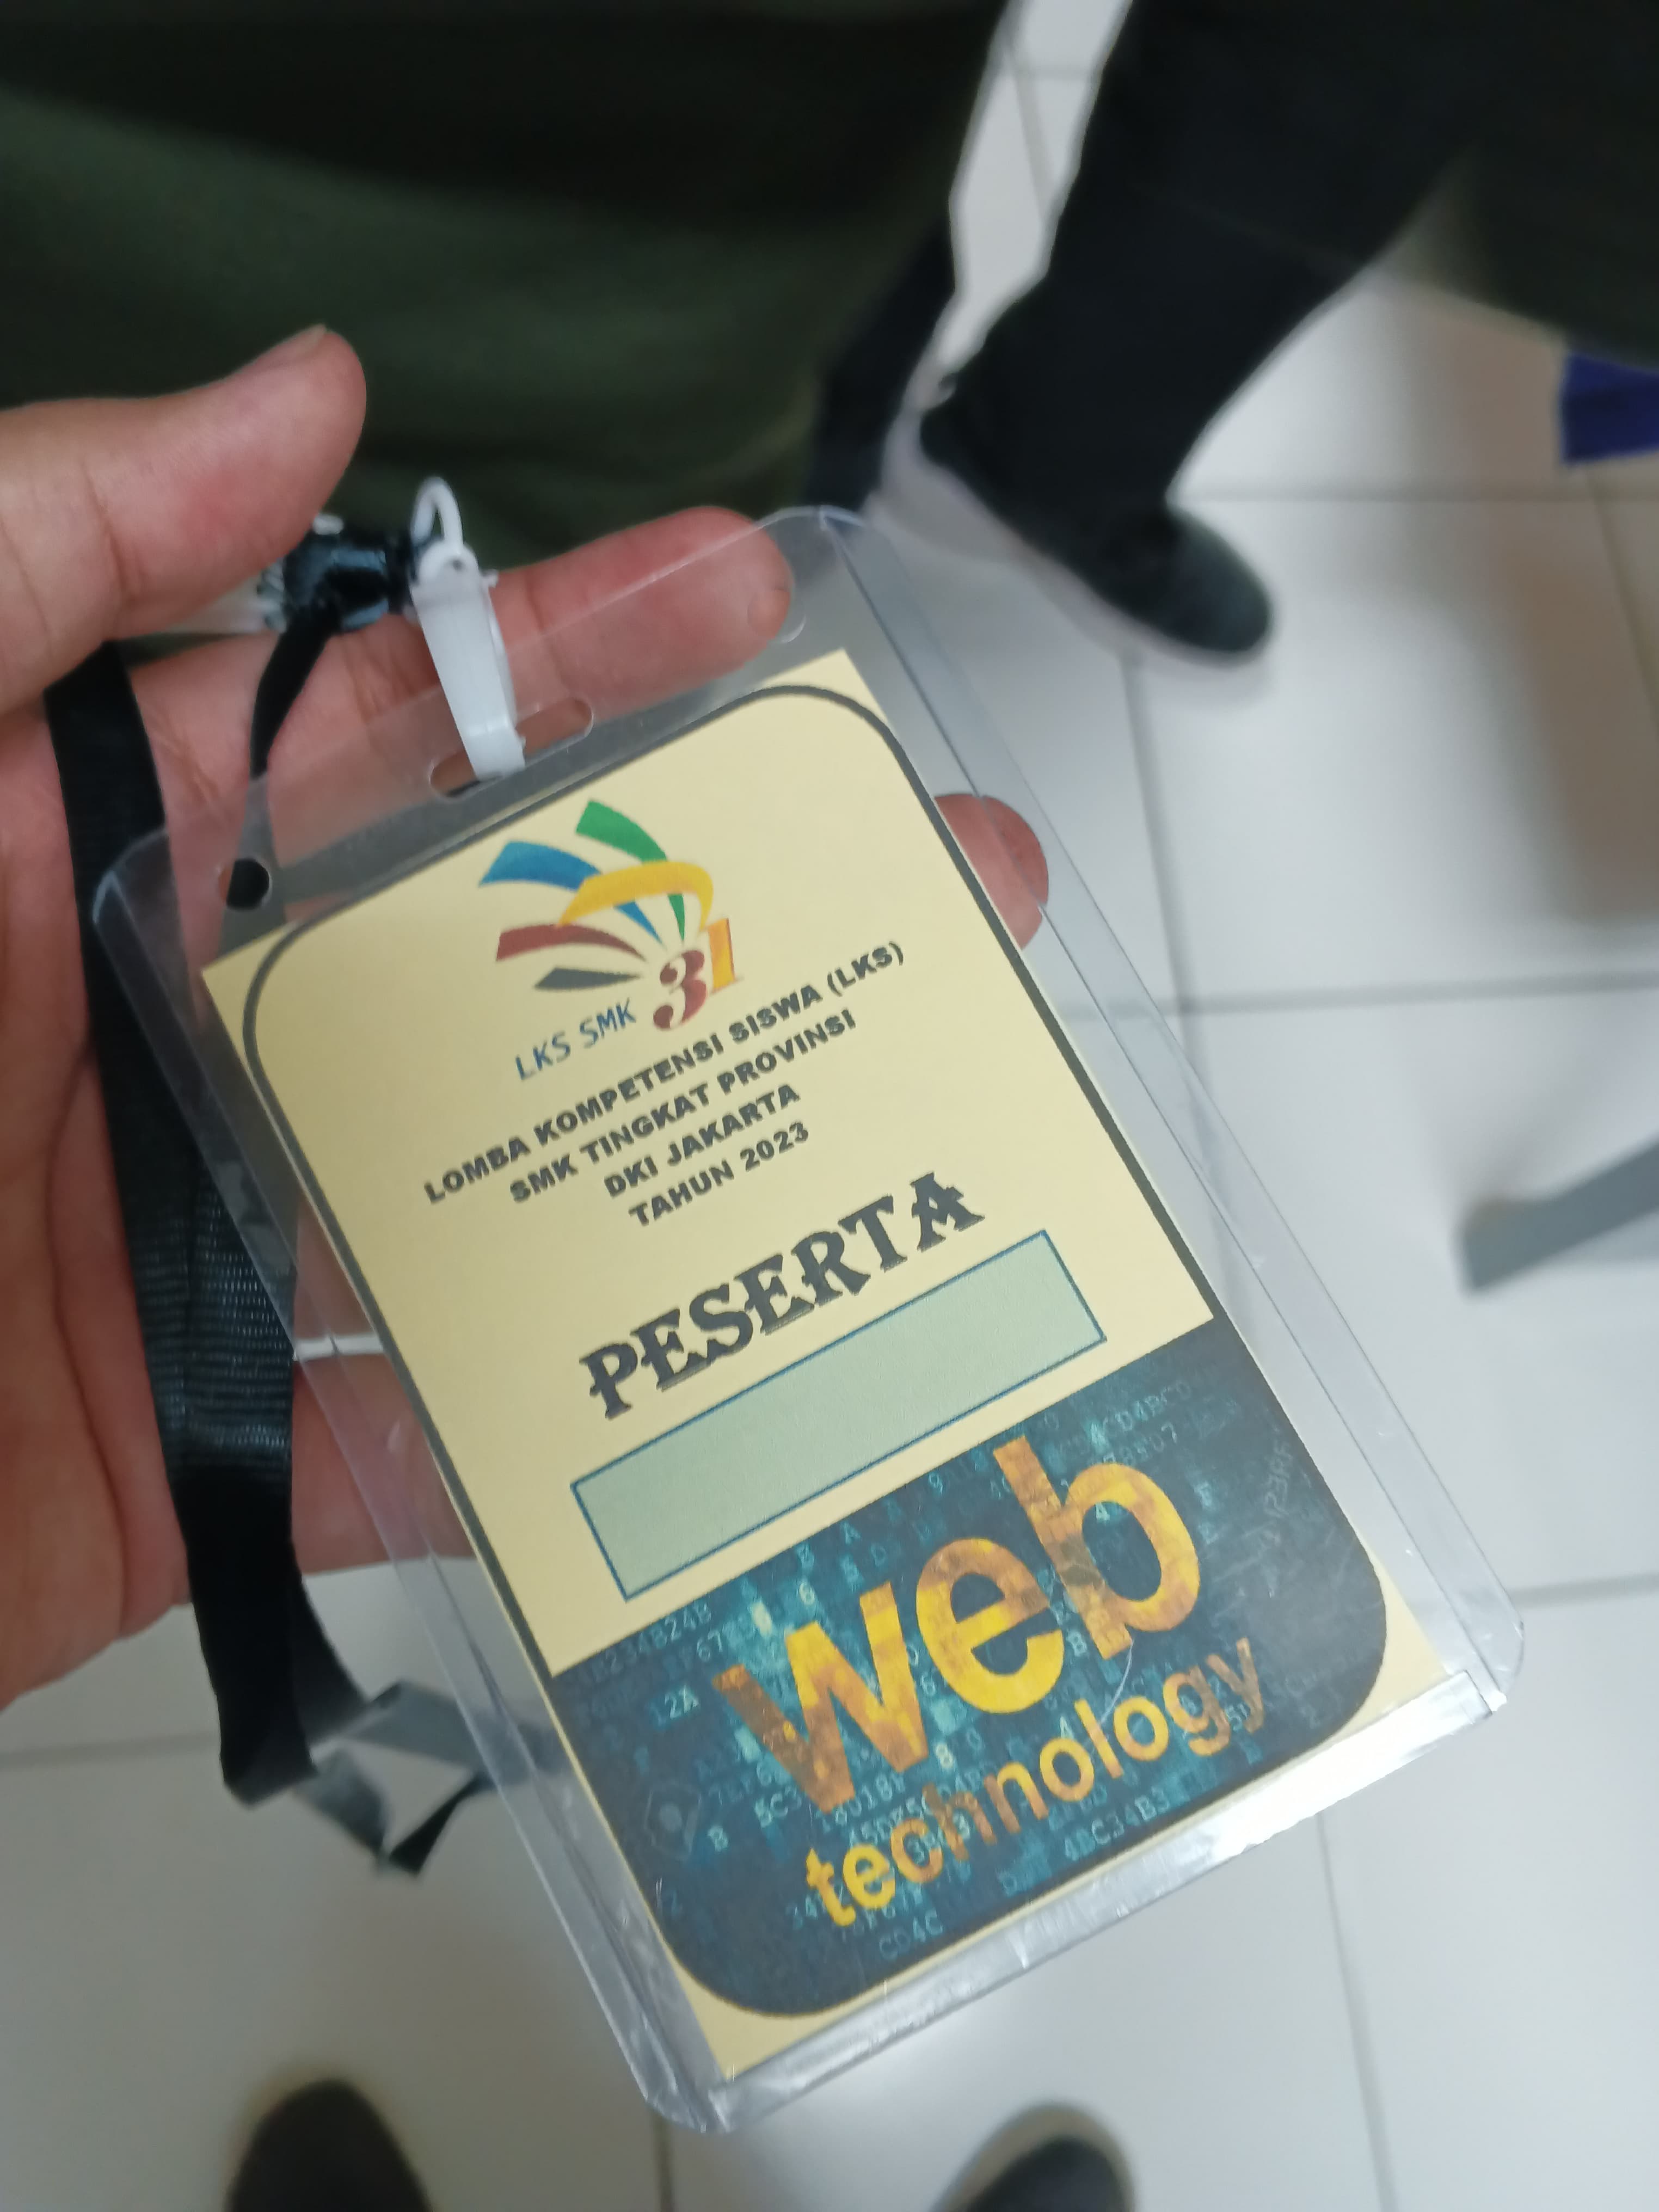 31
LKS SMK
LOMBA KOMPETENSI SISWA (LKS)
SMK TINGKAT PROVINSI
DKI JAKARTA
TAHUN 2023
PESERTA
web
technology